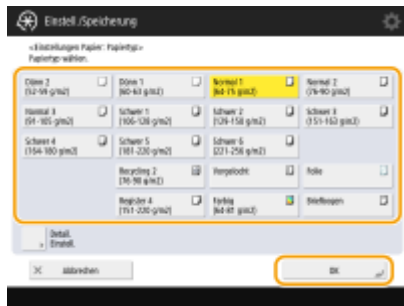 Einstell./Speicherung
<Einstellungen Papier: Papiertyp>
Papiertyp wählen.
Dünn 2
(52-59 g/m2)
Dünn 1
(60-63 g/m2)
Normal 1
(64-75 g/m2)
Normal 2
(76-90 g/m2)
Normal 3
(91-105 g/m2)
Schwer 1
(106-128 g/m2)
Schwer 2
(129-150 g/m2)
Schwer 3
(151-163 g/m2)
Schwer 4
(164-180 g/m2)
Schwer 5
(181-220 g/m2)
Schwer 6
(221-256 g/m2)
Recycling 2
(76-90 g/m2)
Vorgelocht
Folie
Register 4
(151-220 g/m2)
Farbig
(64-81 g/m2)
Briefbogen
Detail.
Einstell.
Abbrechen
OK